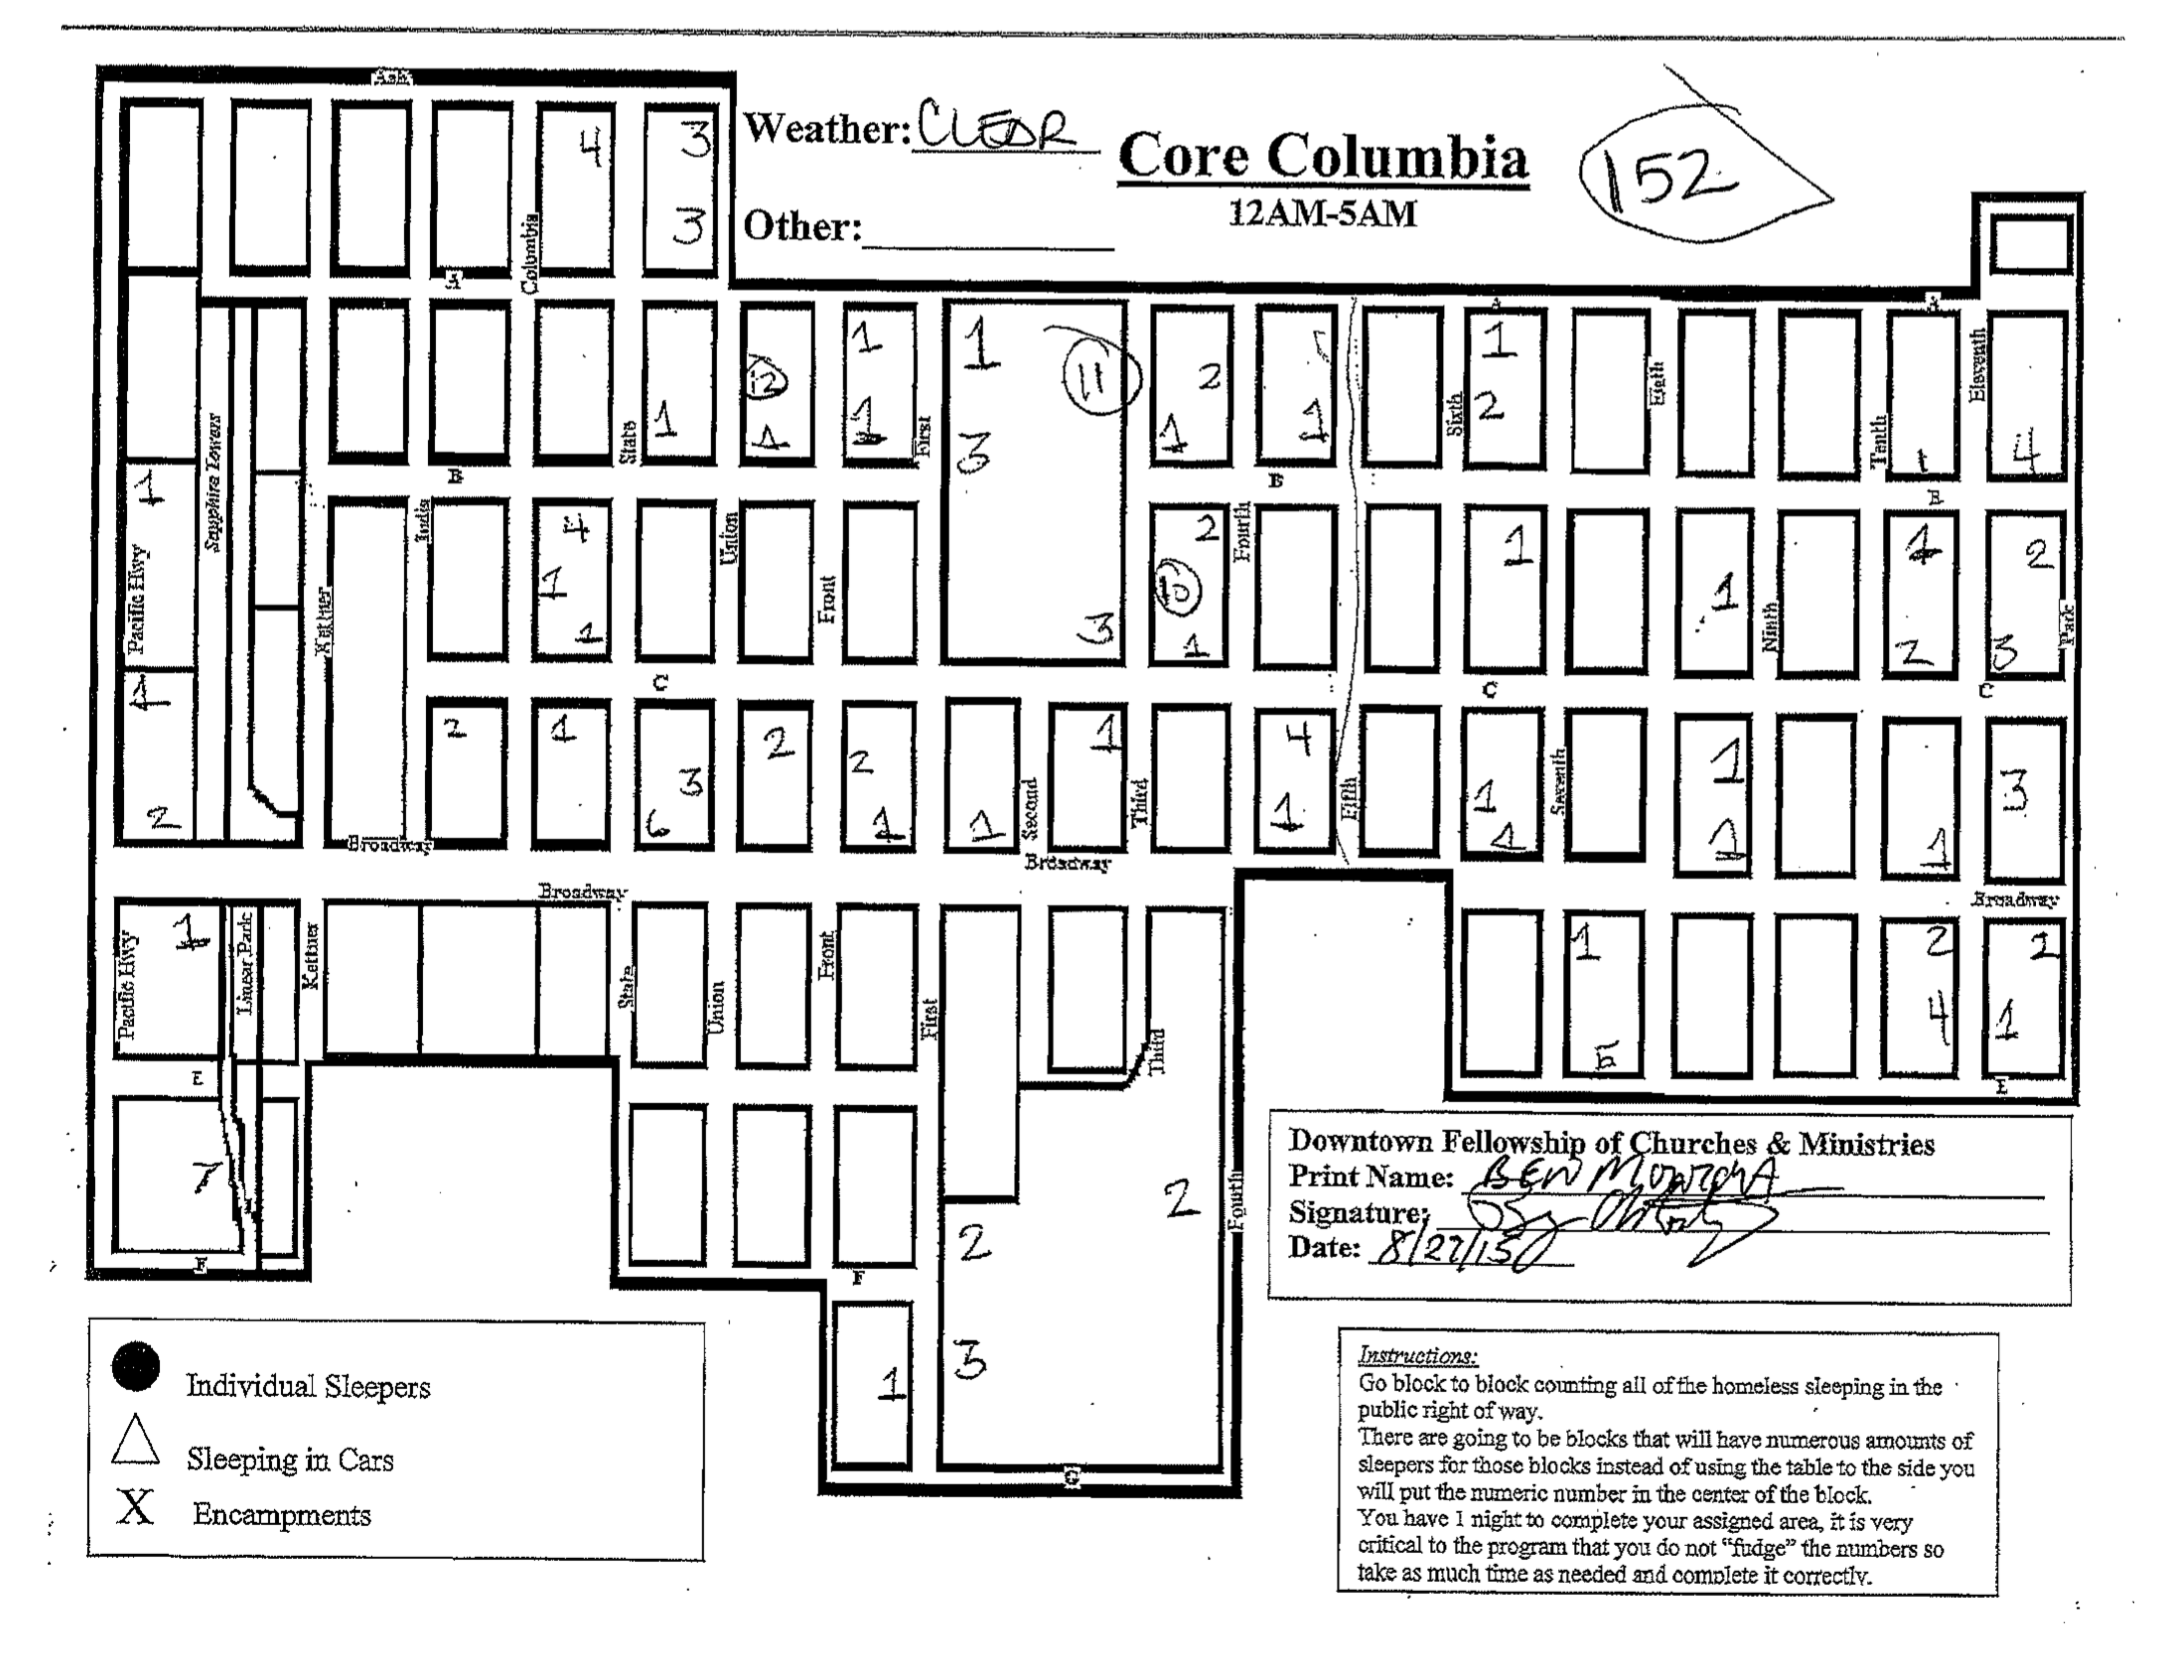 Ash
Weather: CLEAR
Core Columbia
12AM-5AM
152
Other:
4
3
3
Columbia
A
A
A
1
12
1
1
1
1
3
11
3
2
1
1
1
2
1
4
State
First
Sixth
Eigth
Tenth
Eleventh
B
B
B
Sapphire Towers
Pacific Hwy
1
1
2
Kettner
India
4
1
1
Union
Front
2
10
1
Fourth
1
1
Ninth
1
2
2
3
Park
C
C
C
2
1
3
6
2
2
1
1
Second
1
Third
4
1
Fifth
1
1
Seventh
1
1
1
3
Broadway
Broadway
Broadway
Broadway
Pacific Hwy
1
Linear Park
Kettner
State
Union
Front
First
Third
1
5
2
4
2
1
E
E
7
F
F
2
2
3
Fourth
1
G
Downtown Fellowship of Churches & Ministries
Print Name: BEN
Signature:
Date: 8/27/15
Individual Sleepers
Sleeping in Cars
X Encampments
Instructions:
Go block to block counting all of the homeless sleeping in the
public right of way.
There are going to be blocks that will have numerous amounts of
sleepers for those blocks instead of using the table to the side you
will put the numeric number in the center of the block.
You have 1 night to complete your assigned area, it is very
critical to the program that you do not "fudge" the numbers so
take as much time as needed and complete it correctly.